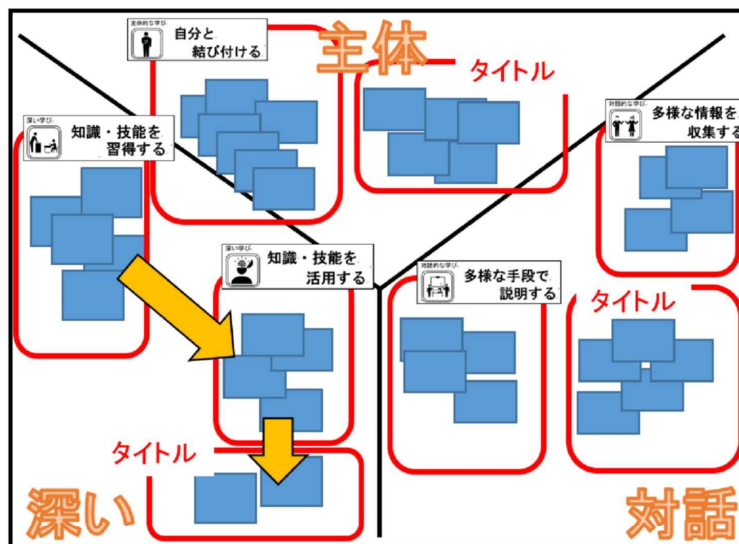 主体的な学び
自分と
結び付ける
主体
タイトル
対話的な学び
多様な情報を
収集する
深い学び
知識・技能を
習得する
深い学び
知識・技能を
活用する
対話的な学び
多様な手段で
説明する
タイトル
タイトル
深い
対話